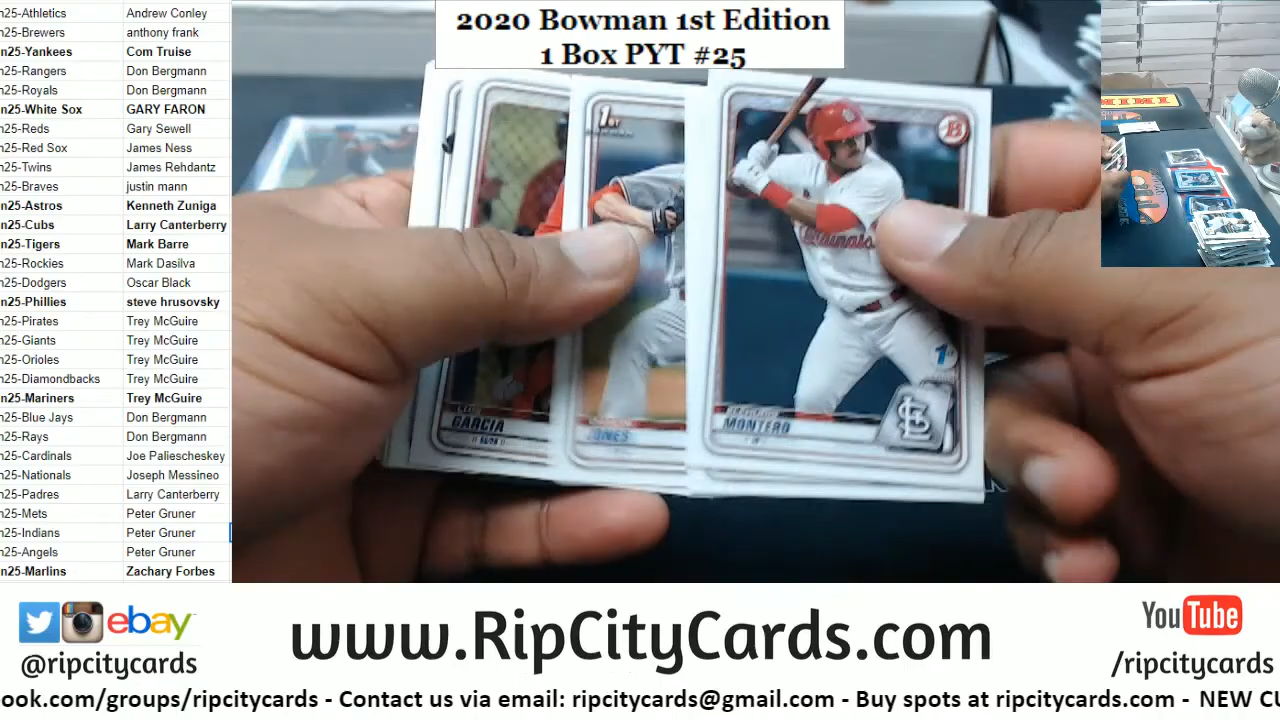 2020 Bowman 1st Edition
1 Box PYT #25
n25-Athletics Andrew Conley
n25-Brewers anthony frank
n25-Yankees Com Truise
n25-Rangers Don Bergmann
n25-Royals Don Bergmann
n25-White Sox GARY FARON
n25-Reds Gary Sewell
n25-Red Sox James Ness
n25-Twins James Rehdantz
n25-Braves justin mann
n25-Astros Kenneth Zuniga
n25-Cubs Larry Canterberry
n25-Tigers Mark Barre
n25-Rockies Mark Dasilva
n25-Dodgers Oscar Black
n25-Phillies steve hrusovsky
n25-Pirates Trey McGuire
n25-Giants Trey McGuire
n25-Orioles Trey McGuire
n25-Diamondbacks Trey McGuire
n25-Mariners Trey McGuire
n25-Blue Jays Don Bergmann
n25-Rays Don Bergmann
n25-Cardinals Joe Paliescheskey
n25-Nationals Joseph Messineo
n25-Padres Larry Canterberry
n25-Mets Peter Gruner
n25-Indians Peter Gruner
n25-Angels Peter Gruner
n25-Marlins Zachary Forbes
1ST
B
Cardinals
1st
GARCIA
JONES
MONTERO
STL
ebay
@ripcitycards
www.RipCityCards.com
YouTube
/ripcitycards
ook.com/groups/ripcitycards - Contact us via email: ripcitycards@gmail.com - Buy spots at ripcitycards.com - NEW CU